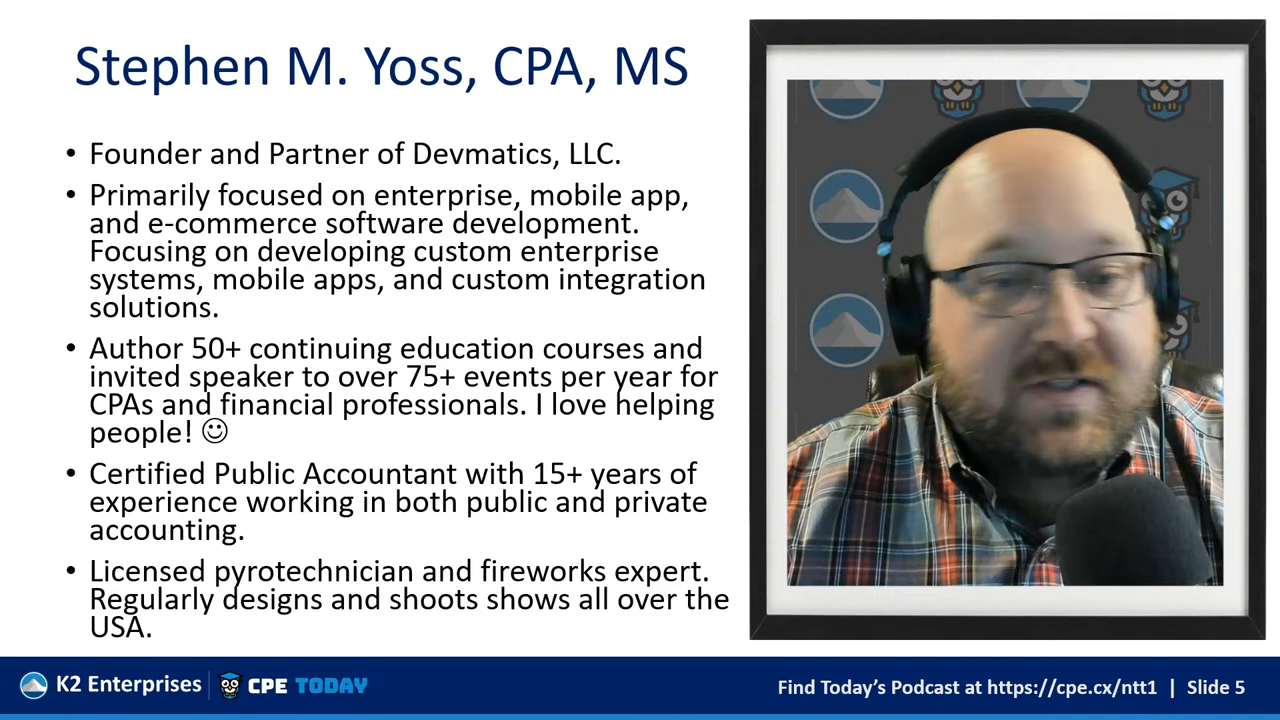 Stephen M. Yoss, CPA, MS
• Founder and Partner of Devmatics, LLC.
• Primarily focused on enterprise, mobile app,
and e-commerce software development.
Focusing on developing custom enterprise
systems, mobile apps, and custom integration
solutions.
• Author 50+ continuing education courses and
invited speaker to over 75+ events per year for
CPAs and financial professionals. I love helping
people! ☺
• Certified Public Accountant with 15+ years of
experience working in both public and private
accounting.
• Licensed pyrotechnician and fireworks expert.
Regularly designs and shoots shows all over the
USA.
K2 Enterprises | CPE TODAY
Find Today’s Podcast at https://cpe.cx/ntt1 | Slide 5